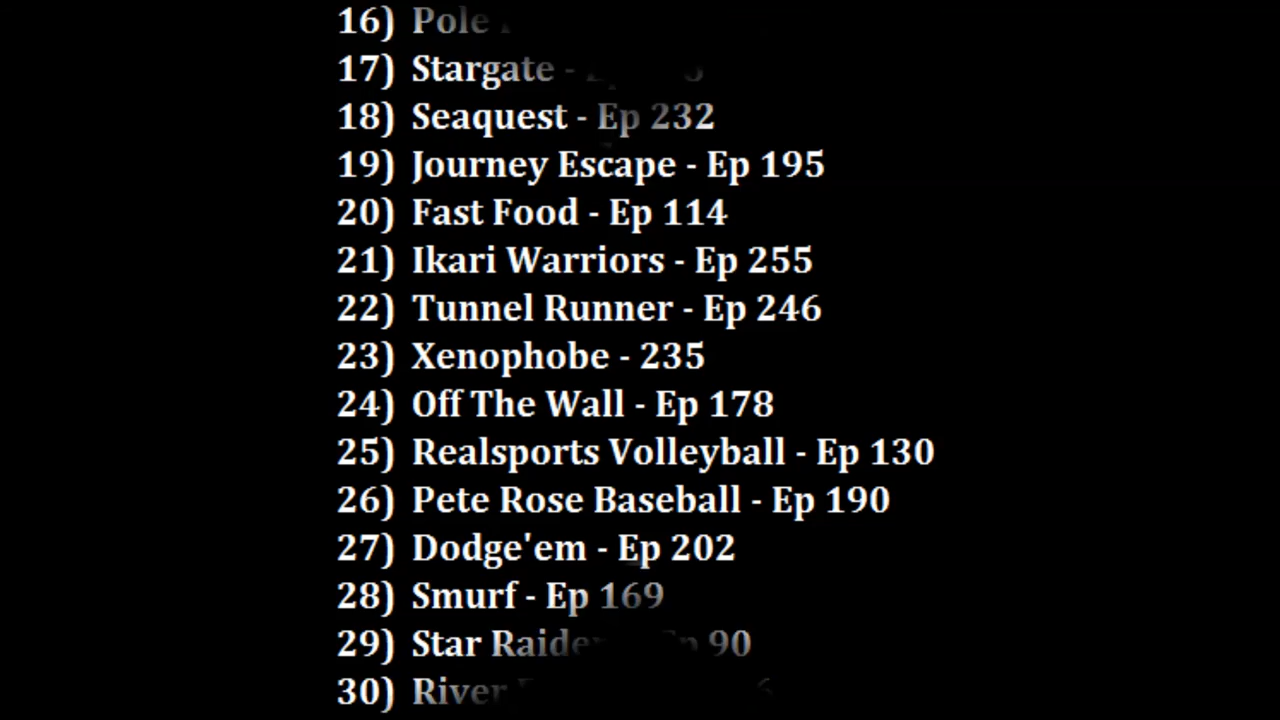 16) Pole
17) Stargate -
18) Seaquest - Ep 232
19) Journey Escape - Ep 195
20) Fast Food - Ep 114
21) Ikari Warriors - Ep 255
22) Tunnel Runner - Ep 246
23) Xenophobe - 235
24) Off The Wall - Ep 178
25) Realsports Volleyball - Ep 130
26) Pete Rose Baseball - Ep 190
27) Dodge'em - Ep 202
28) Smurf - Ep 169
29) Star Ep 90
30) River